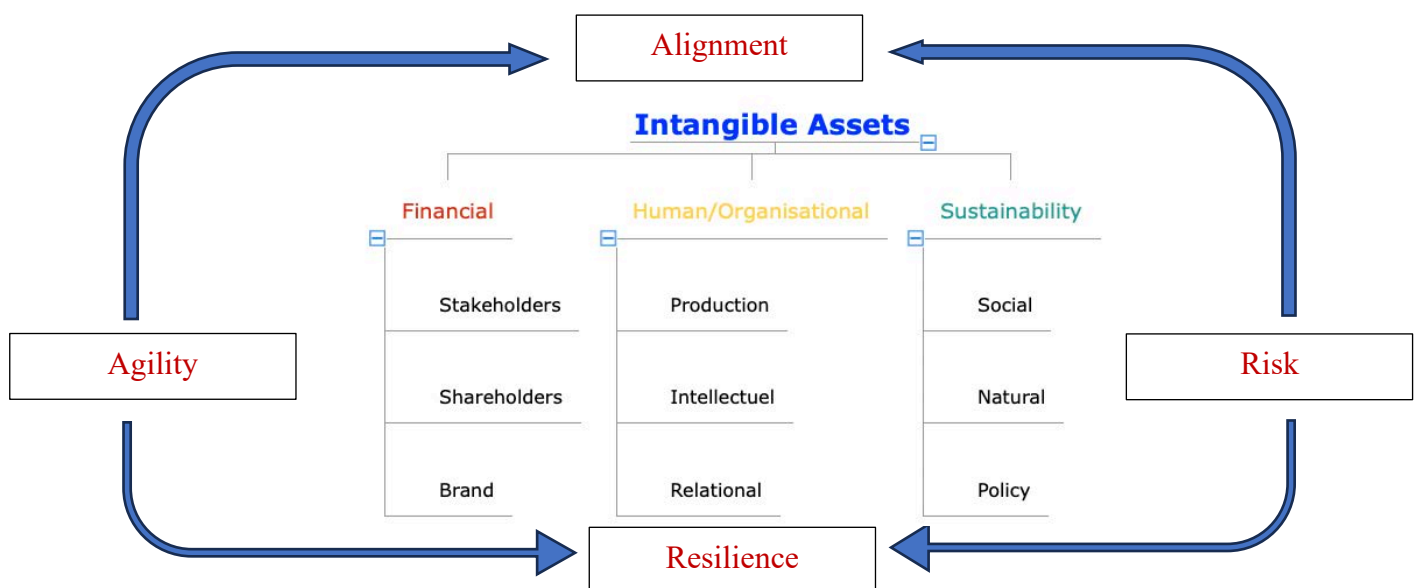 Alignment
Intangible Assets
Financial
Human/Organisational
Sustainability
Stakeholders
Production
Social
Agility
Risk
Shareholders
Intellectuel
Natural
Brand
Relational
Policy
Resilience